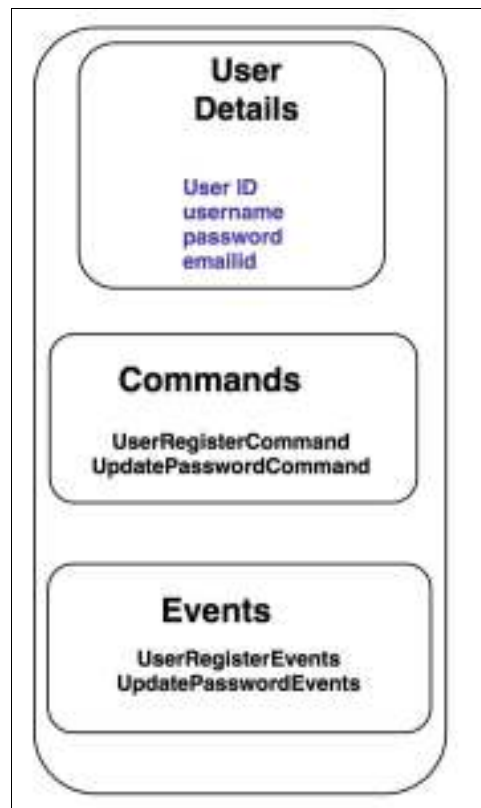 User
Details
User ID
username
password
emailid
Commands
UserRegisterCommand
UpdatePasswordCommand
Events
UserRegisterEvents
UpdatePasswordEvents